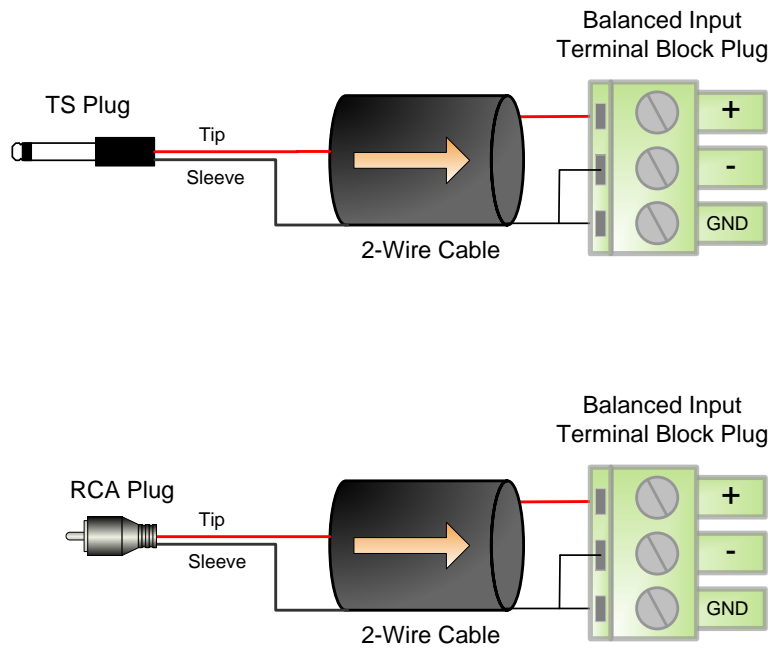 Balanced Input
Terminal Block Plug
TS Plug
Tip
Sleeve
+
-
GND
2-Wire Cable
Balanced Input
Terminal Block Plug
RCA Plug
Tip
Sleeve
+
-
GND
2-Wire Cable